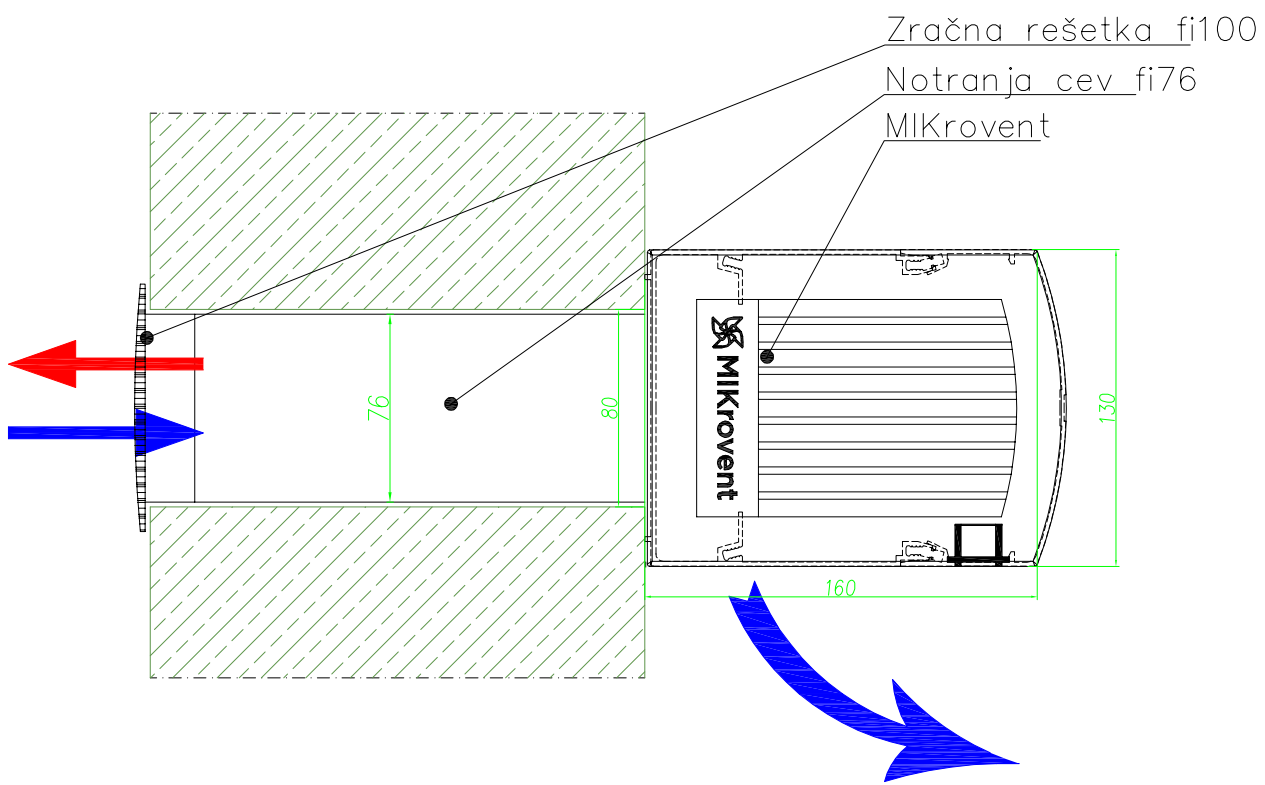 Zračna rešetka fi100
Notranja cev fi76
MIKrovent
76
80
MIKrovent
130
160